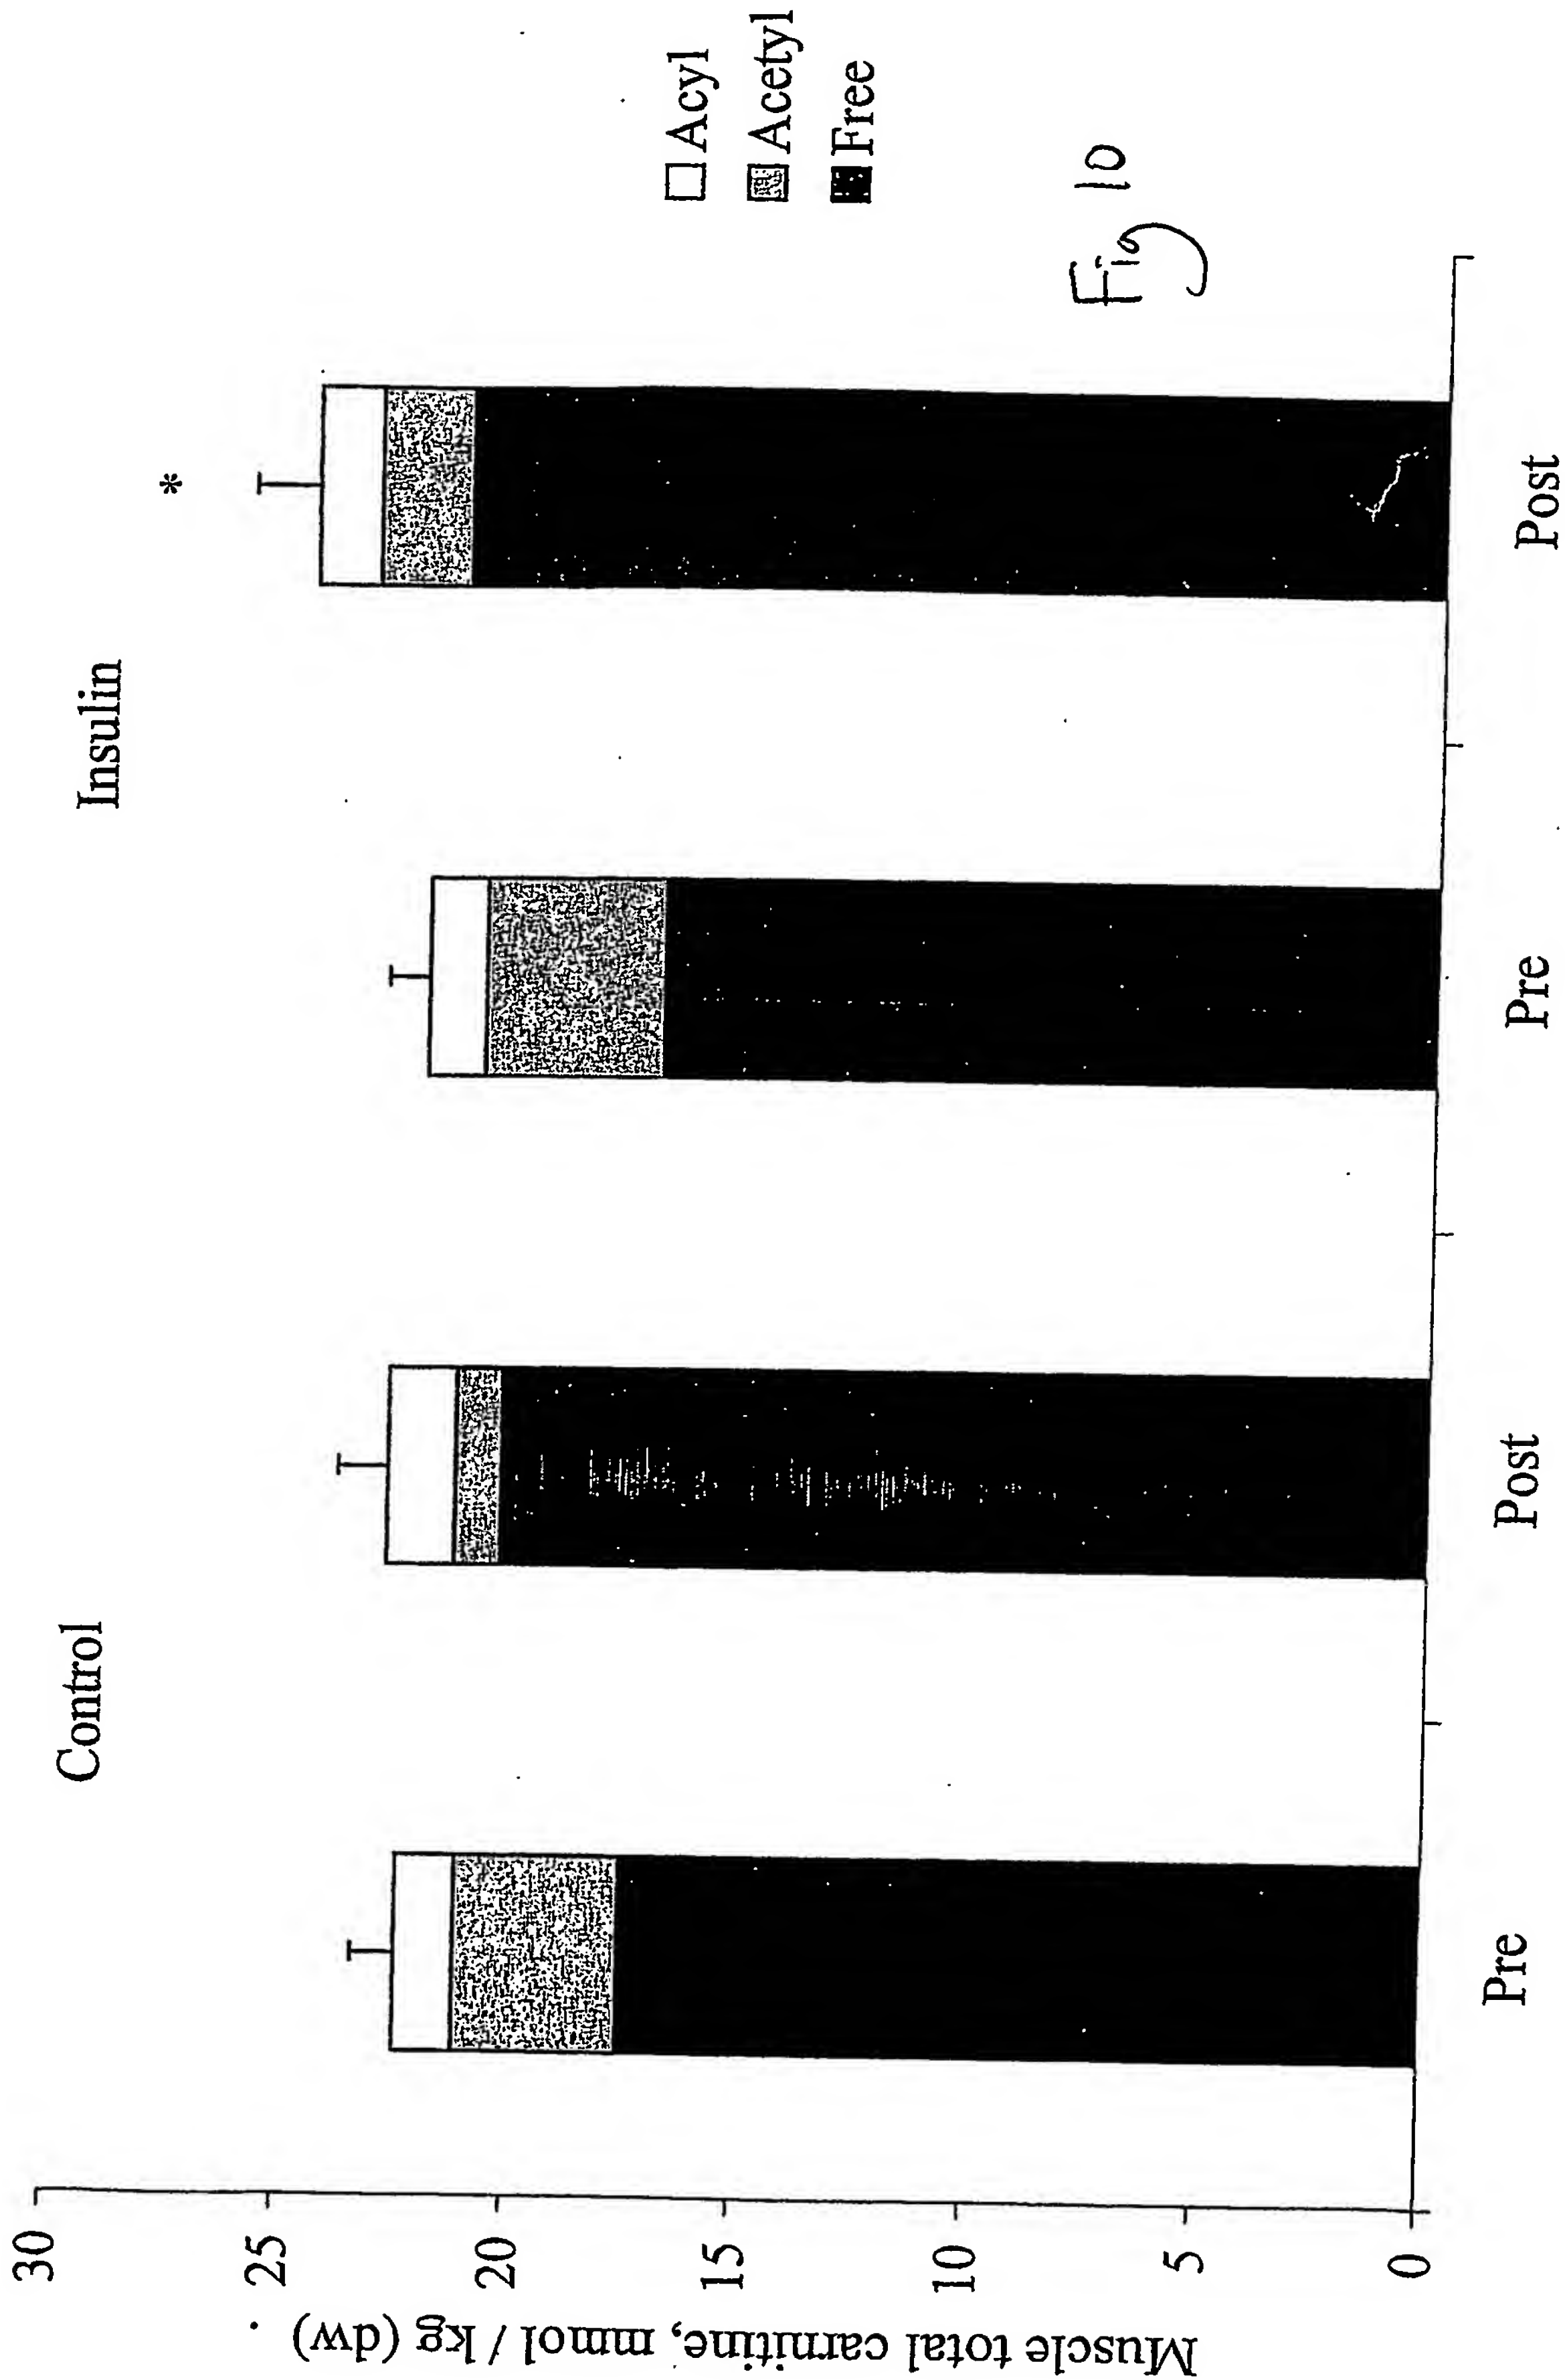 Control
Insulin
*
Muscle total carnitine, mmol / kg (dw) .
30
25
20
15
10
5
0
Pre
Post
Pre
Post
Acyl
Acetyl
Free
Fig 10